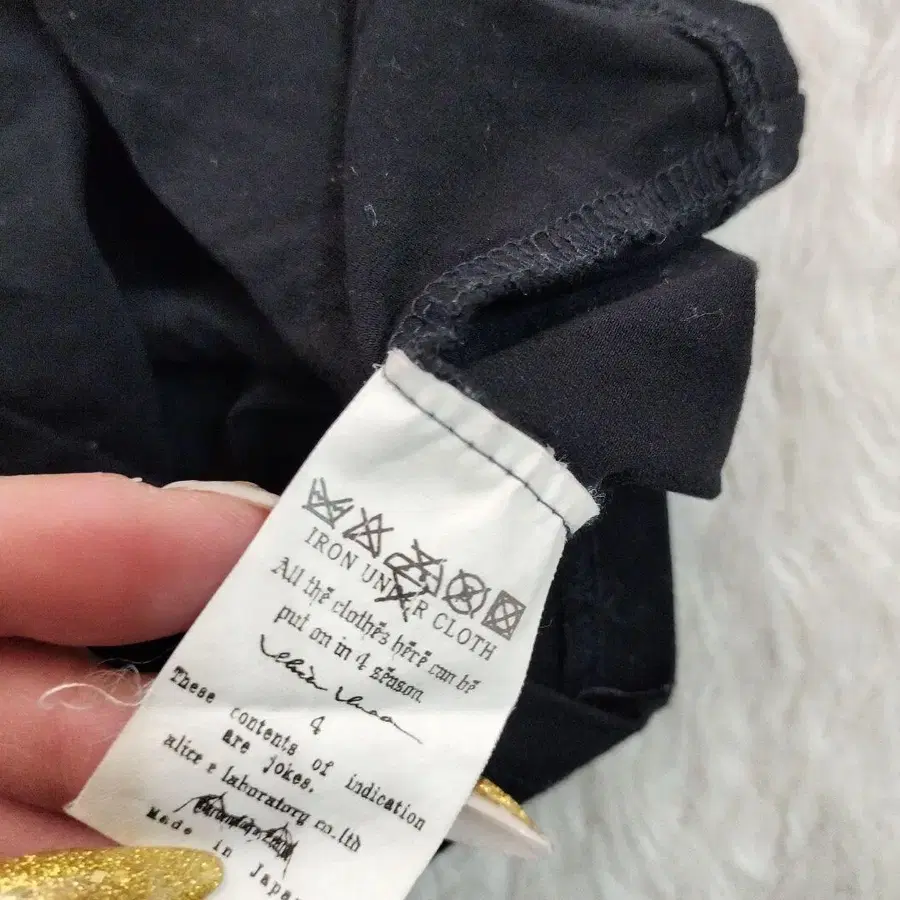 IRON UNDER CLOTH
All the clothes here can be
put on in 4 season.
4
These contents of indication
are jokes.
alice e laboratory co.ltd
Made in Japan